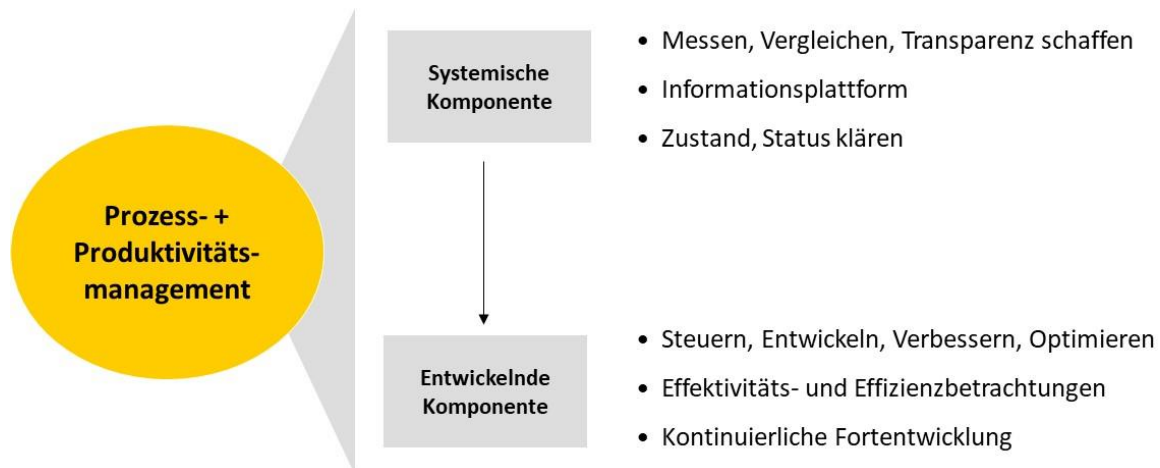 Prozess- +
Produktivitäts-
management
Systemische
Komponente
• Messen, Vergleichen, Transparenz schaffen
• Informationsplattform
• Zustand, Status klären
Entwickelnde
Komponente
• Steuern, Entwickeln, Verbessern, Optimieren
• Effektivitäts- und Effizienzbetrachtungen
• Kontinuierliche Fortentwicklung